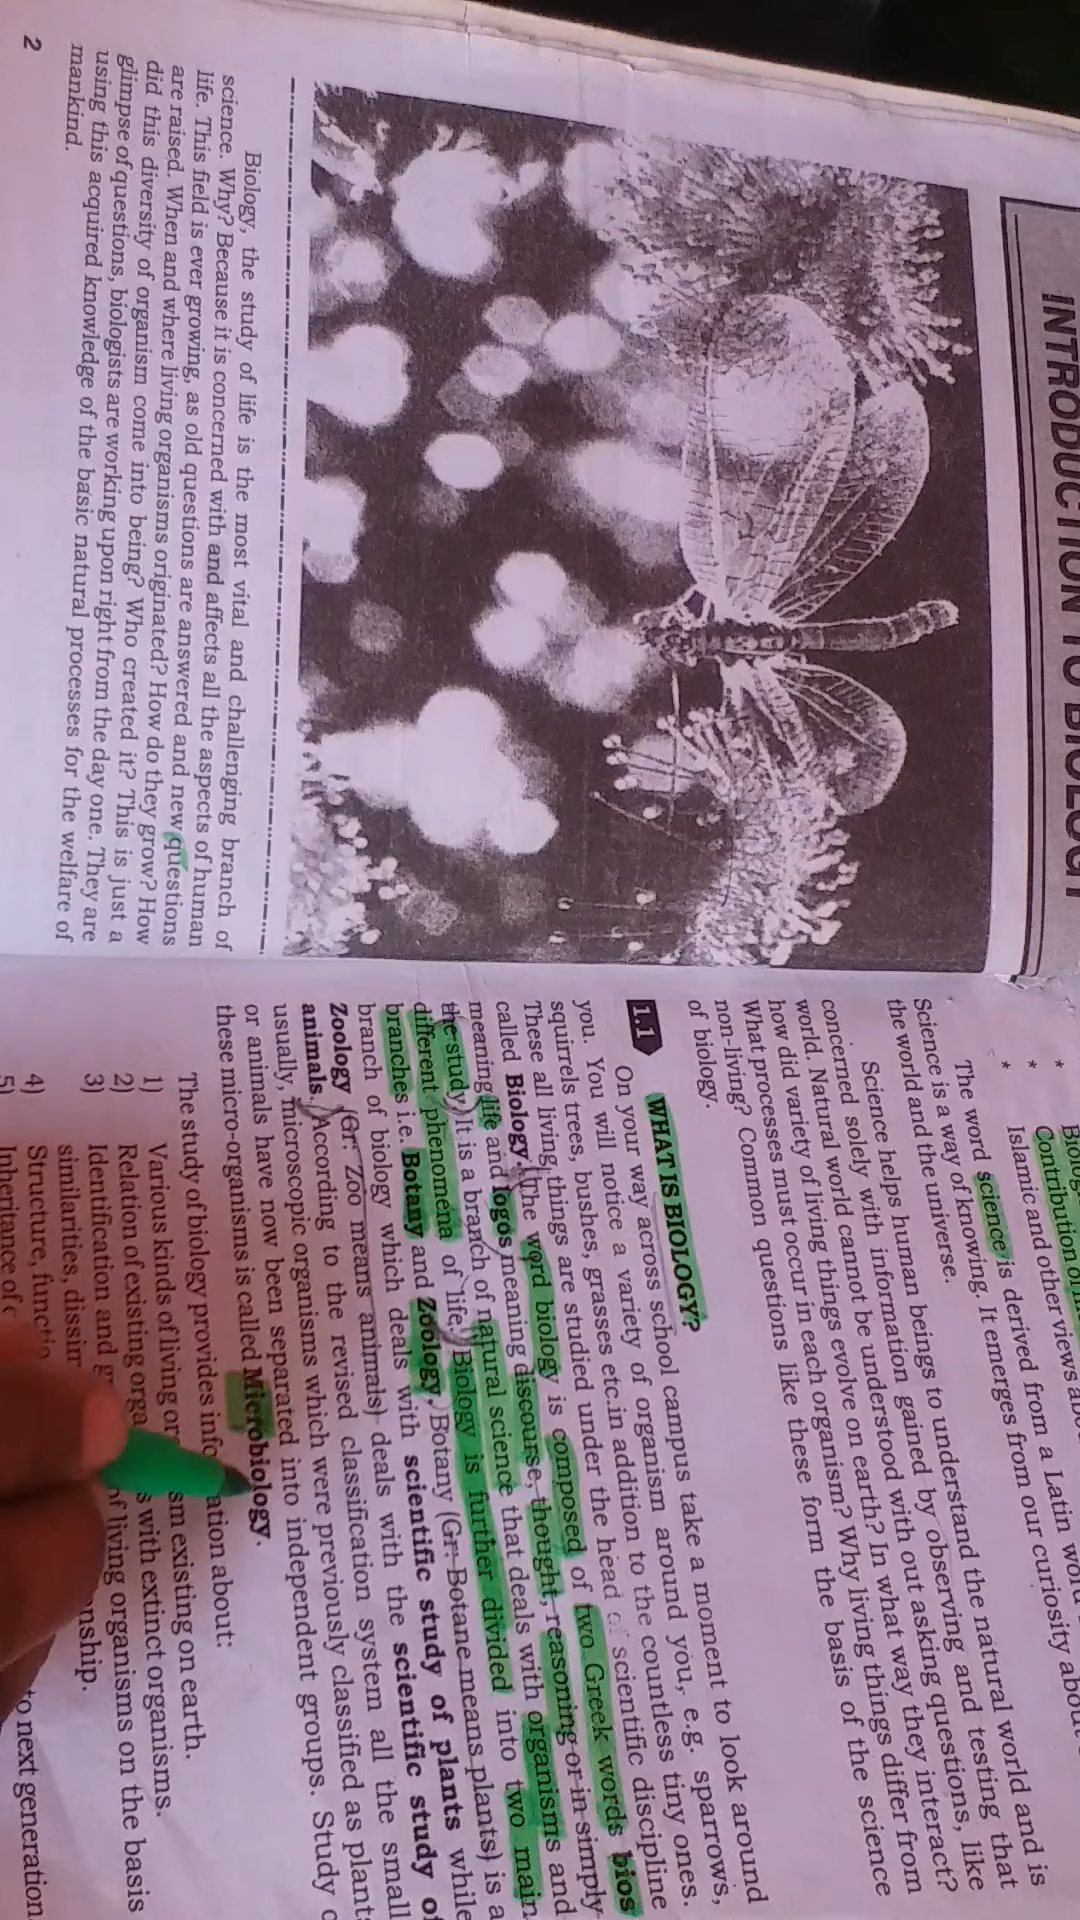 INTRODUCTION TO BIOLOGY
Biology, the study of life is the most vital and challenging branch of
science. Why? Because it is concerned with and affects all the aspects of human
life. This field is ever growing, as old questions are answered and new questions
are raised. When and where living organisms originated? How do they grow? How
did this diversity of organism come into being? Who created it? This is just a
glimpse of questions, biologists are working upon right from the day one. They are
using this acquired knowledge of the basic natural processes for the welfare of
mankind.
2
Contribution of
* Islamic and other views abo
The word science is derived from a Latin word
Science is a way of knowing. It emerges from our curiosity about
the world and the universe.
Science helps human beings to understand the natural world and is
concerned solely with information gained by observing and testing that
world. Natural world cannot be understood with out asking questions, like
how did variety of living things evolve on earth? In what way they interact?
What processes must occur in each organism? Why living things differ from
non-living? Common questions like these form the basis of the science
of biology.
1.1 WHAT IS BIOLOGY?
On your way across school campus take a moment to look around
you. You will notice a variety of organism around you, e.g. sparrows,
squirrels trees, bushes, grasses etc.in addition to the countless tiny ones.
These all living things are studied under the head of scientific discipline
called Biology. The word biology is composed of two Greek words bios
meaning life and logos meaning discourse, thought, reasoning or in simply
the study. It is a branch of natural science that deals with organisms and
different phenomena of life. Biology is further divided into two main
branches i.e. Botany and Zoology. Botany (Gr. Botane means plants) is a
branch of biology which deals with scientific study of plants while
Zoology (Gr. Zoo means animals) deals with the scientific study of
animals. According to the revised classification system all the small
usually, microscopic organisms which were previously classified as plants
or animals have now been separated into independent groups. Study
these micro-organisms is called Microbiology.
The study of biology provides information about:
1) Various kinds of living organism existing on earth.
2) Relation of existing orga s with extinct organisms.
3) Identification and g of living organisms on the basis
similarities, dissim nship.
4) Structure, functio
5) Inheritance of to next generation